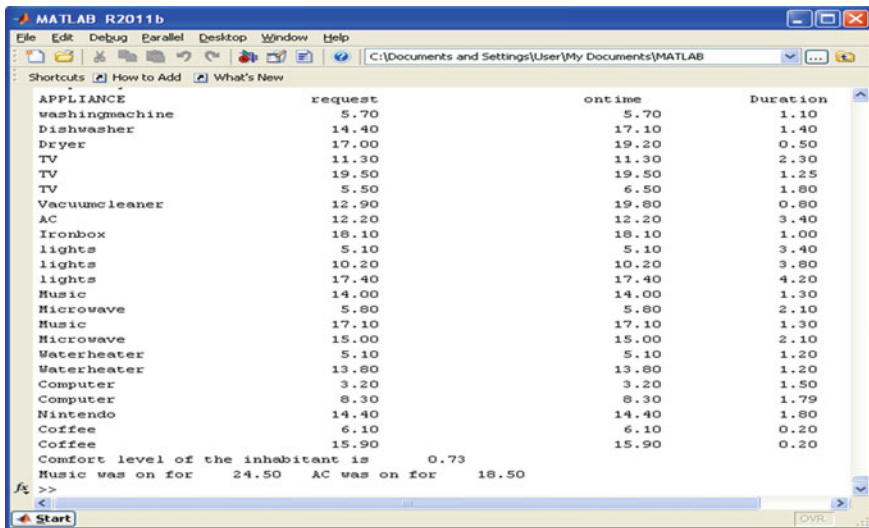 MATLAB R2011b
File Edit Debug Parallel Desktop Window Help
C:\Documents and Settings\User\My Documents\MATLAB
Shortcuts How to Add What's New
APPLIANCE request ontime Duration
washingmachine 5.70 5.70 1.10
Dishwasher 14.40 17.10 1.40
Dryer 17.00 19.20 0.50
TV 11.30 11.30 2.30
TV 19.50 19.50 1.25
TV 5.50 6.50 1.80
Vacuumcleaner 12.90 19.80 0.80
AC 12.20 12.20 3.40
Ironbox 18.10 18.10 1.00
lights 5.10 5.10 3.40
lights 10.20 10.20 3.80
lights 17.40 17.40 4.20
Music 14.00 14.00 1.30
Microwave 5.80 5.80 2.10
Music 17.10 17.10 1.30
Microwave 15.00 15.00 2.10
Waterheater 5.10 5.10 1.20
Waterheater 13.80 13.80 1.20
Computer 3.20 3.20 1.50
Computer 8.30 8.30 1.79
Nintendo 14.40 14.40 1.80
Coffee 6.10 6.10 0.20
Coffee 15.90 15.90 0.20
Comfort level of the inhabitant is 0.73
Music was on for 24.50 AC was on for 18.50
fx >>
Start OVR